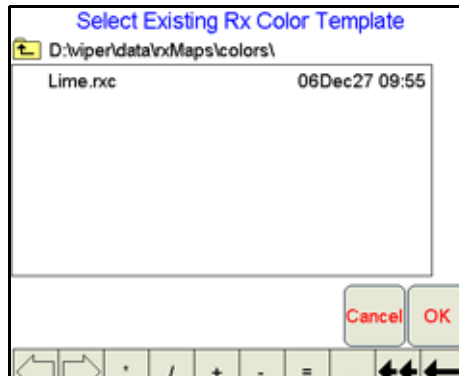 Select Existing Rx Color Template
D:\viper\data\rxMaps\colors\
Lime.rxc 06Dec27 09:55
Cancel OK
* / + - = .